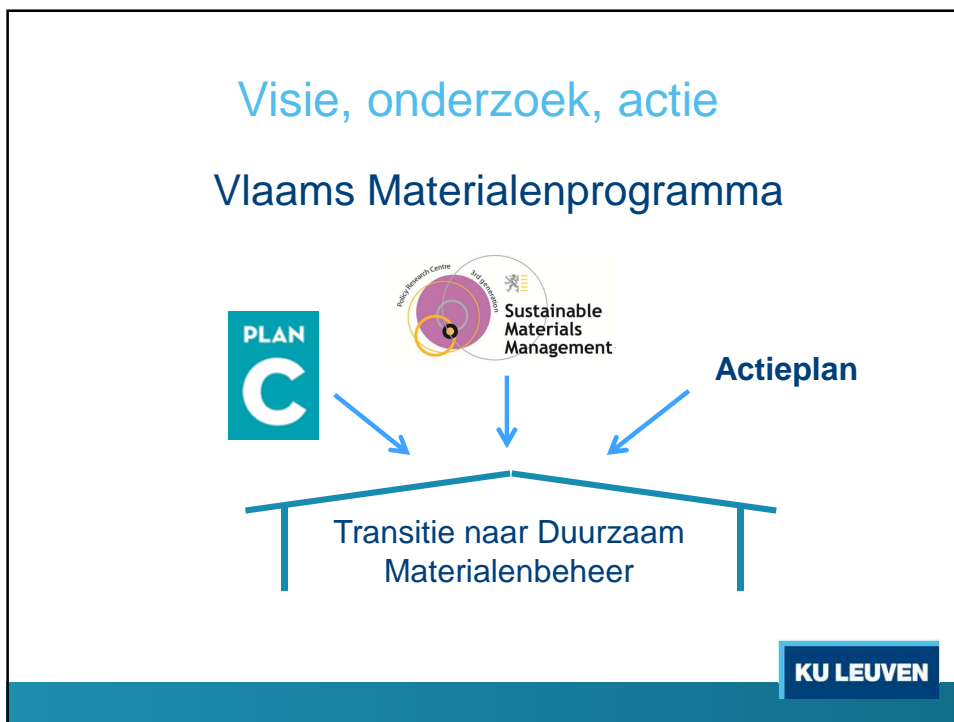 Visie, onderzoek, actie
Vlaams Materialenprogramma
Policy Research Centre
3rd generation
Sustainable
Materials
Management
PLAN
C
Actieplan
Transitie naar Duurzaam
Materialenbeheer
KU LEUVEN